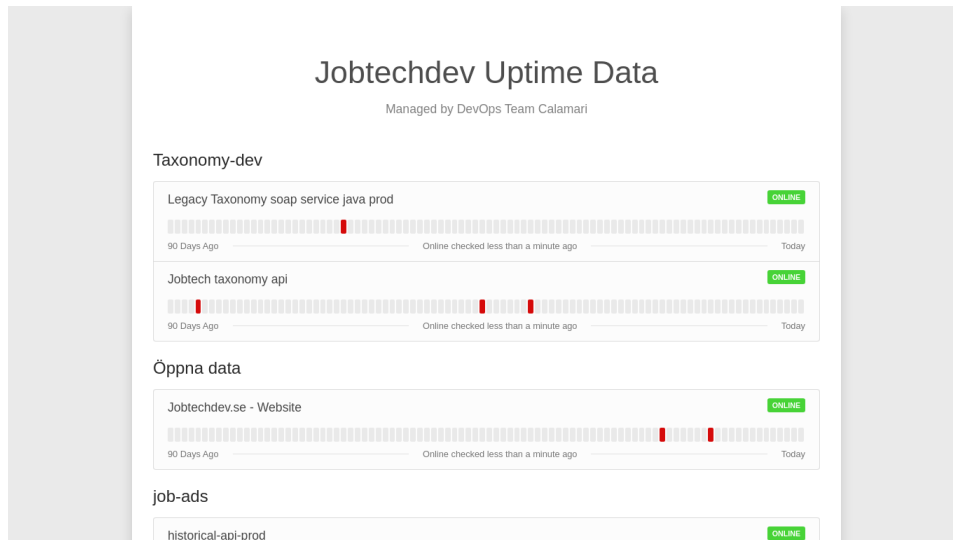 Jobtechdev Uptime Data
Managed by DevOps Team Calamari
Taxonomy-dev
Legacy Taxonomy soap service java prod
ONLINE
90 Days Ago
Online checked less than a minute ago
Today
Jobtech taxonomy api
ONLINE
90 Days Ago
Online checked less than a minute ago
Today
Öppna data
Jobtechdev.se - Website
ONLINE
90 Days Ago
Online checked less than a minute ago
Today
job-ads
historical-api-prod
ONLINE